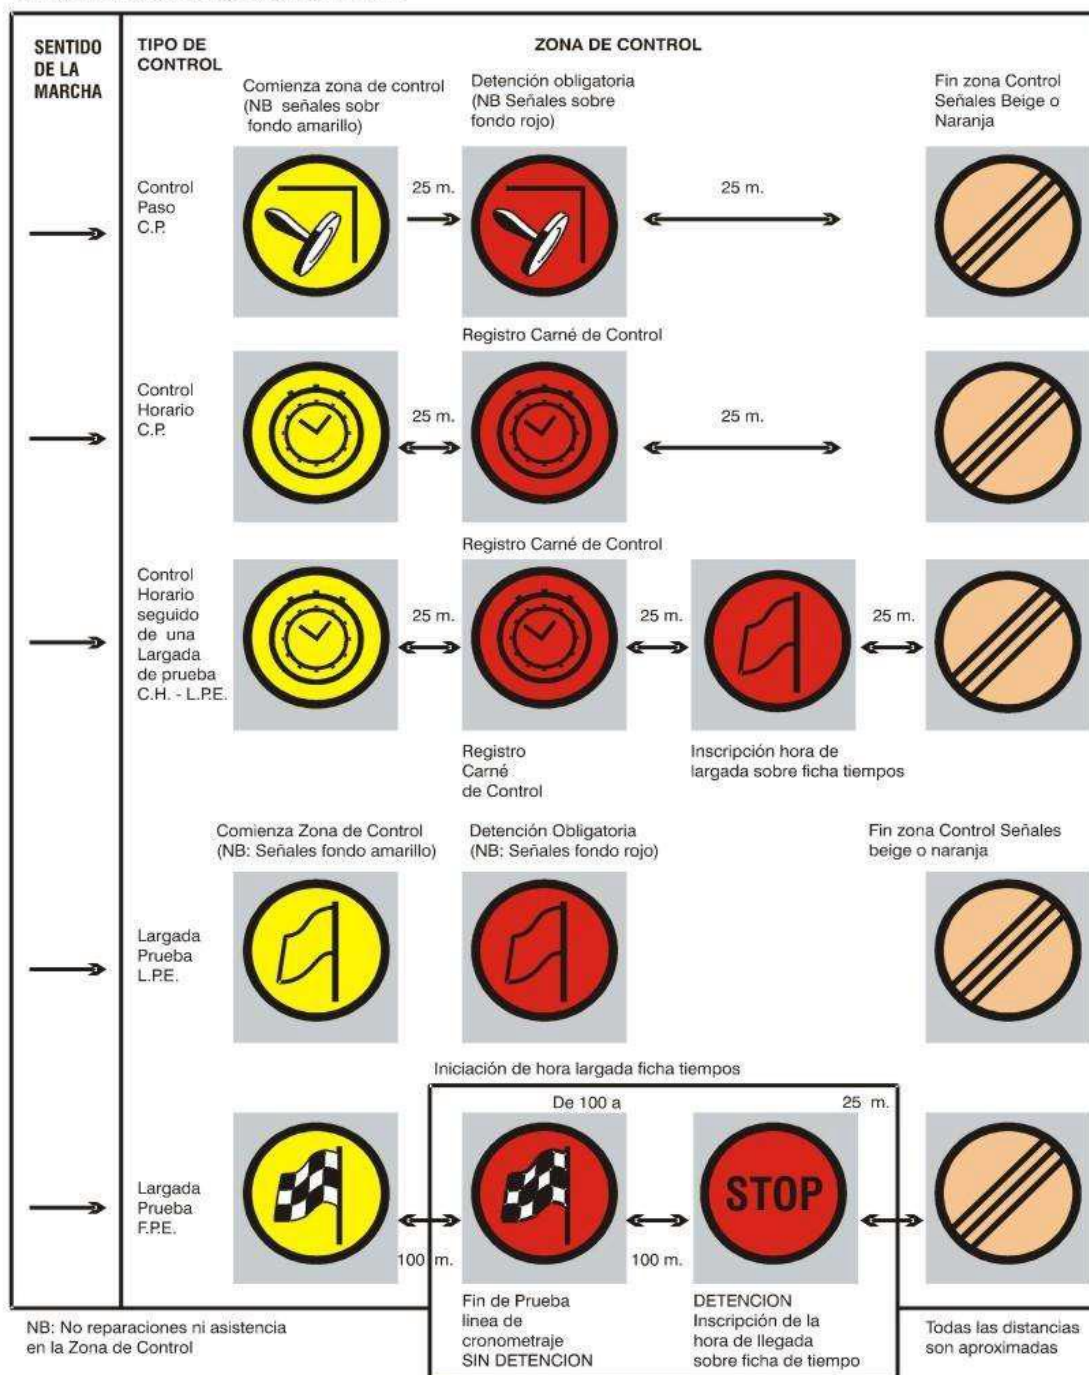 SENTIDO
DE LA
MARCHA
TIPO DE
CONTROL
ZONA DE CONTROL
Comienza zona de control
(NB señales sobr
fondo amarillo)
Detención obligatoria
(NB Señales sobre
fondo rojo)
Fin zona Control
Señales Beige o
Naranja
Control
Paso
C.P.
25 m.
25 m.
Registro Carné de Control
Control
Horario
C.P.
25 m.
25 m.
Registro Carné de Control
Control
Horario
seguido
de una
Largada
de prueba
C.H. - L.P.E.
25 m.
25 m.
25 m.
Registro
Carné
de Control
Inscripción hora de
largada sobre ficha tiempos
Comienza Zona de Control
(NB: Señales fondo amarillo)
Detención Obligatoria
(NB: Señales fondo rojo)
Fin zona Control Señales
beige o naranja
Largada
Prueba
L.P.E.
Iniciación de hora largada ficha tiempos
De 100 a
25 m.
Largada
Prueba
F.P.E.
STOP
100 m.
100 m.
Fin de Prueba
linea de
cronometraje
SIN DETENCION
DETENCION
Inscripción de la
hora de llegada
sobre ficha de tiempo
NB: No reparaciones ni asistencia
en la Zona de Control
Todas las distancias
son aproximadas